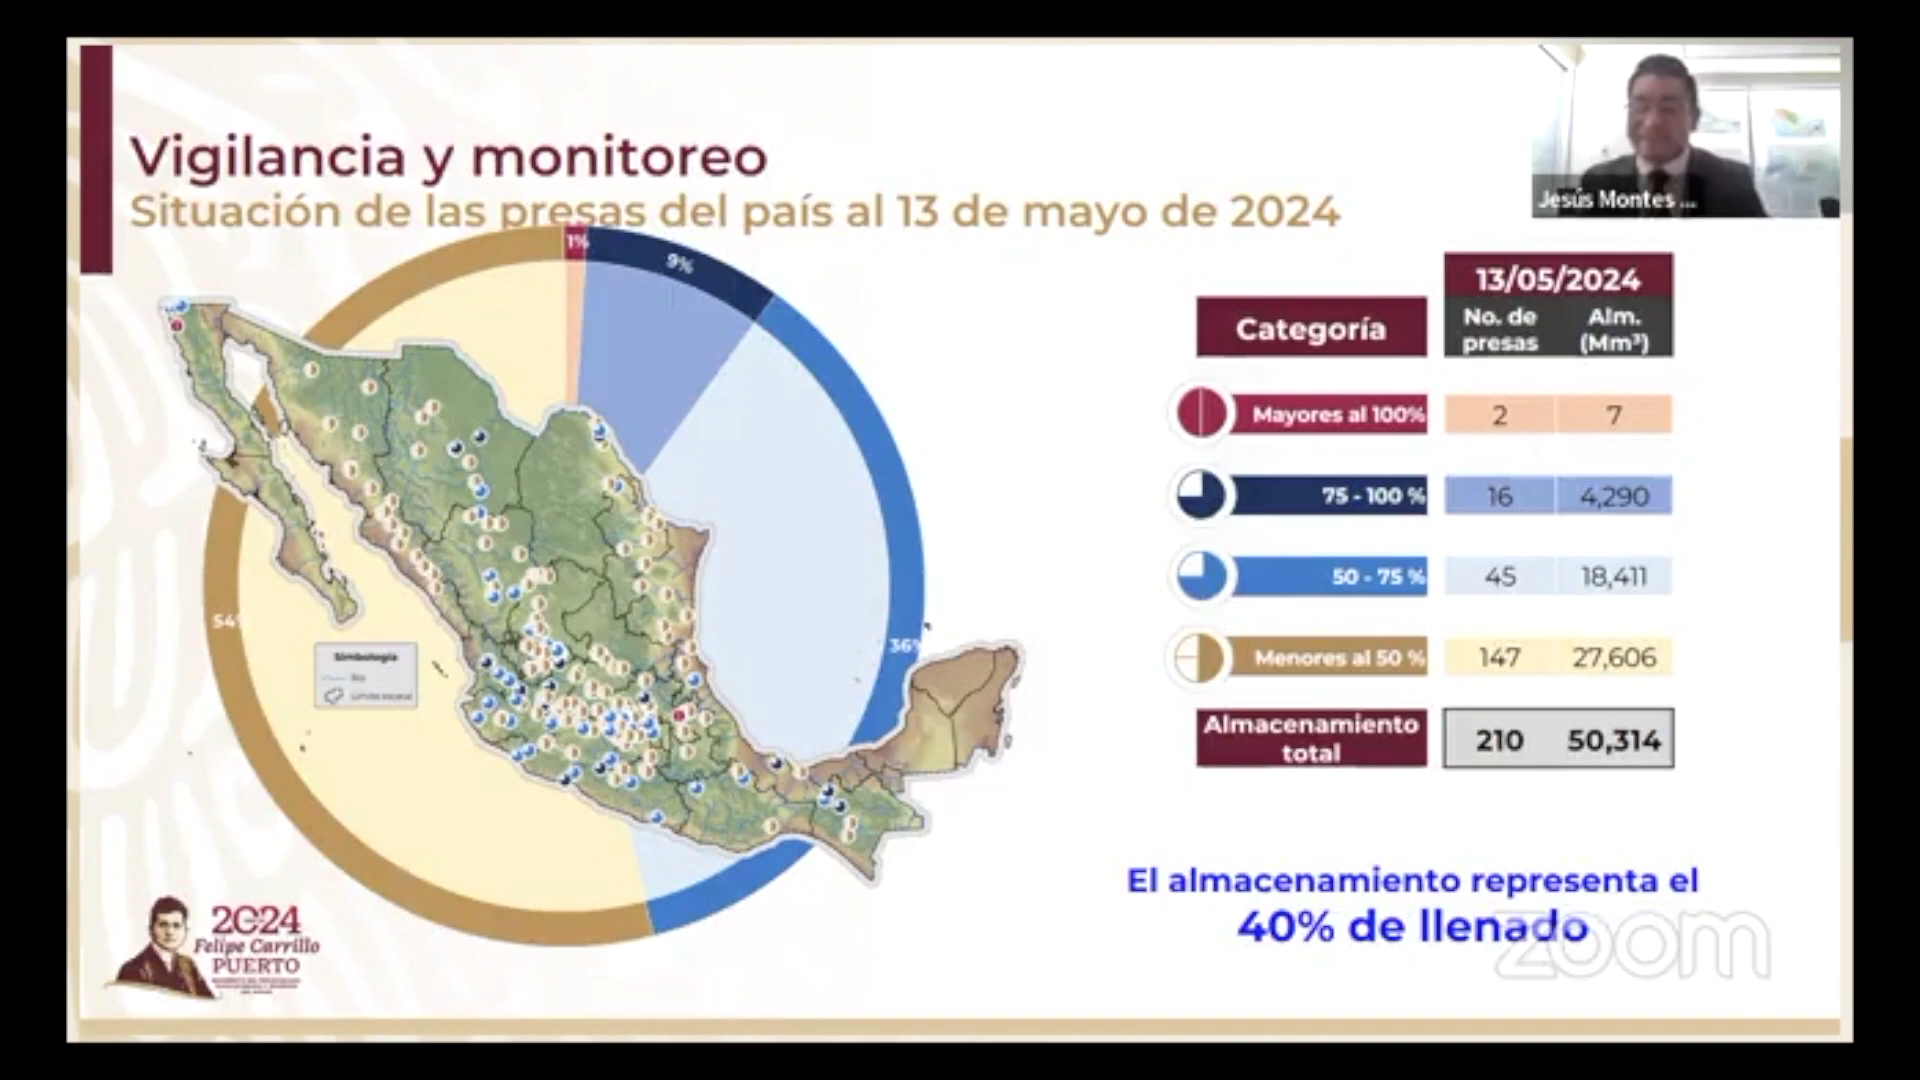 Vigilancia y monitoreo
Situación de las presas del país al 13 de mayo de 2024
Jesús Montes ...
1%
9%
54%
36%
Simbología
Río
Límite estatal
13/05/2024
Categoría
No. de presas
Alm. (Mm³)
Mayores al 100% 2 7
75 - 100 % 16 4,290
50 - 75 % 45 18,411
Menores al 50 % 147 27,606
Almacenamiento total 210 50,314
El almacenamiento representa el
40% de llenado
zoom
2024
Felipe Carrillo
PUERTO